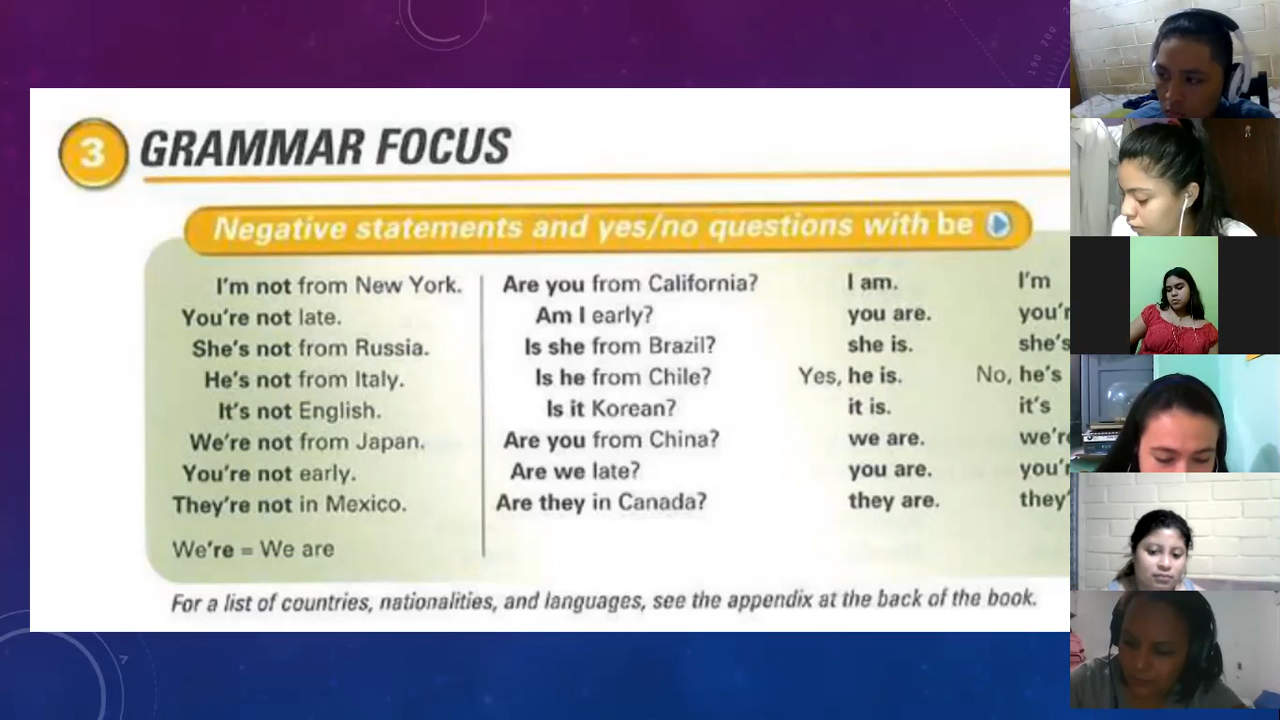 3 GRAMMAR FOCUS
Negative statements and yes/no questions with be
I'm not from New York. Are you from California? I am. I'm
You're not late. Am I early? you are.
She's not from Russia. Is she from Brazil? she is. she's
He's not from Italy. Is he from Chile? Yes, he is. No, he's
It's not English. Is it Korean? it is. it's
We're not from Japan. Are you from China? we are.
You're not early. Are we late? you are.
They're not in Mexico. Are they in Canada? they are.
We're = We are
For a list of countries, nationalities, and languages, see the appendix at the back of the book.
190 200